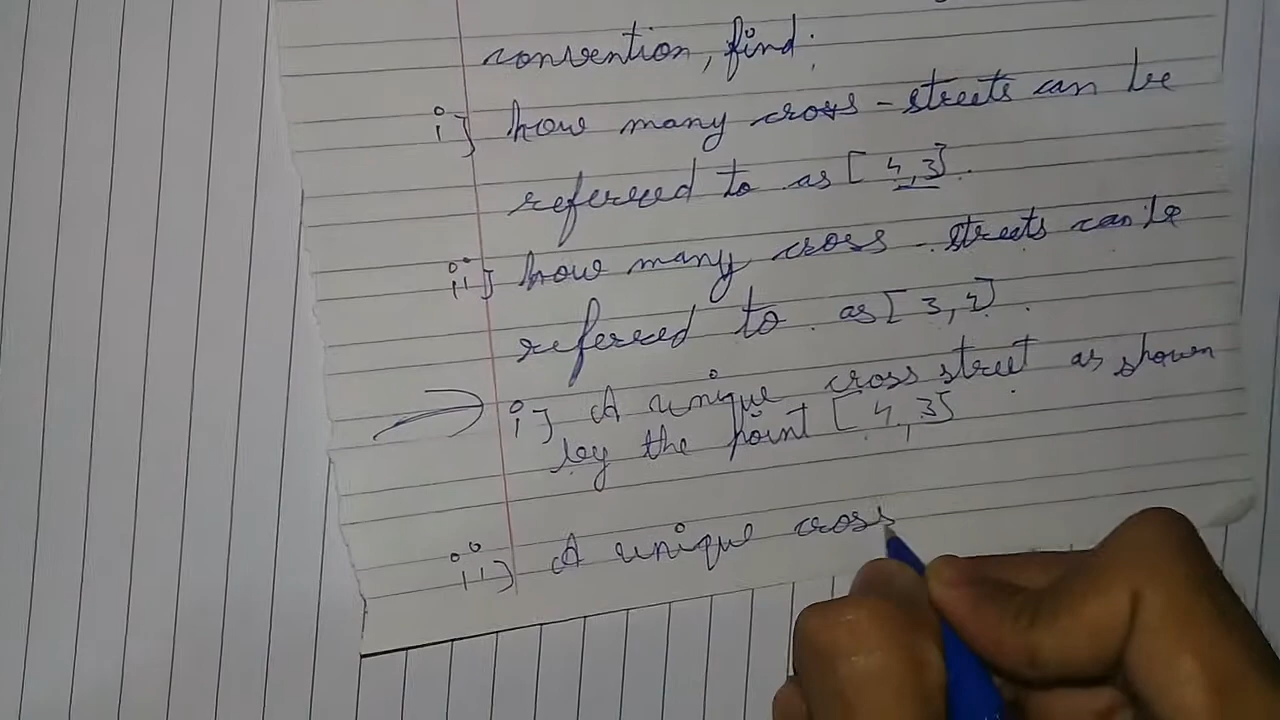 convention, find:
i] how many cross-streets can be
referred to as [4,3].
ii] how many cross-streets can be
referred to as [3,4].
i] A unique cross street as shown
by the point [4,3]
ii] A unique cross